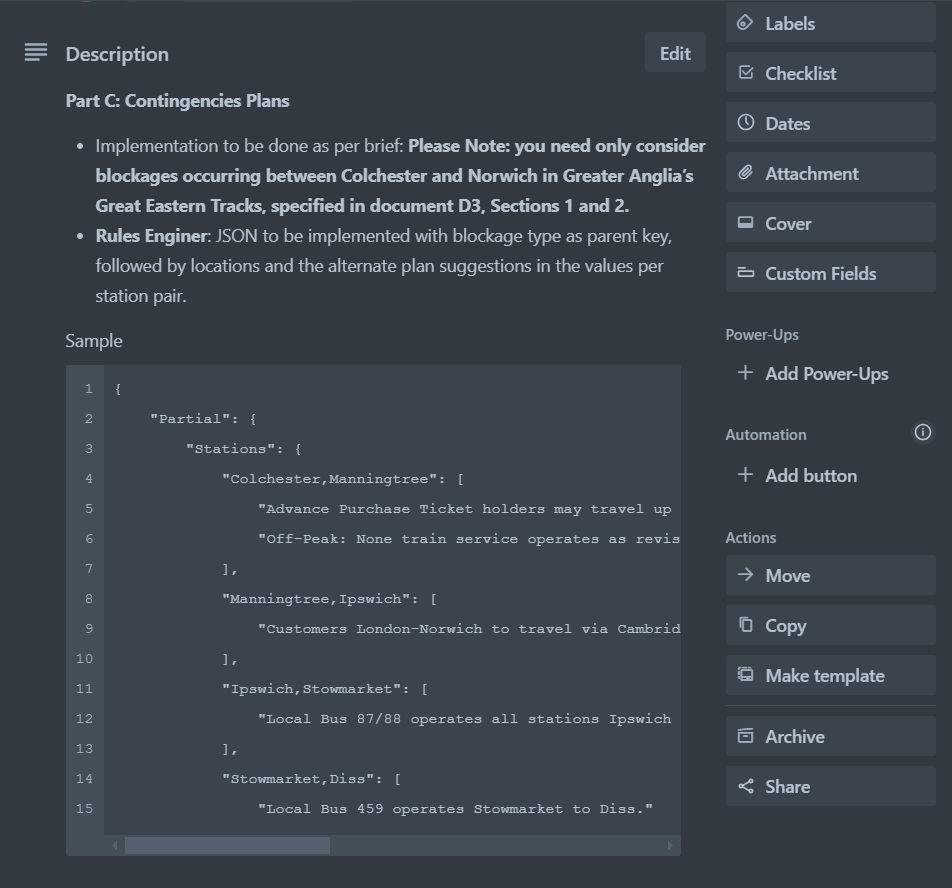 Description
Edit
Part C: Contingencies Plans
Implementation to be done as per brief: Please Note: you need only consider
blockages occurring between Colchester and Norwich in Greater Anglia’s
Great Eastern Tracks, specified in document D3, Sections 1 and 2.
Rules Enginer: JSON to be implemented with blockage type as parent key,
followed by locations and the alternate plan suggestions in the values per
station pair.
Sample
1 {
2 "Partial": {
3 "Stations": {
4 "Colchester,Manningtree": [
5 "Advance Purchase Ticket holders may travel up
6 "Off-Peak: None train service operates as revis
7 ],
8 "Manningtree,Ipswich": [
9 "Customers London-Norwich to travel via Cambrid
10 ],
11 "Ipswich,Stowmarket": [
12 "Local Bus 87/88 operates all stations Ipswich
13 ],
14 "Stowmarket,Diss": [
15 "Local Bus 459 operates Stowmarket to Diss."
Labels
Checklist
Dates
Attachment
Cover
Custom Fields
Power-Ups
Add Power-Ups
Automation
Add button
Actions
Move
Copy
Make template
Archive
Share